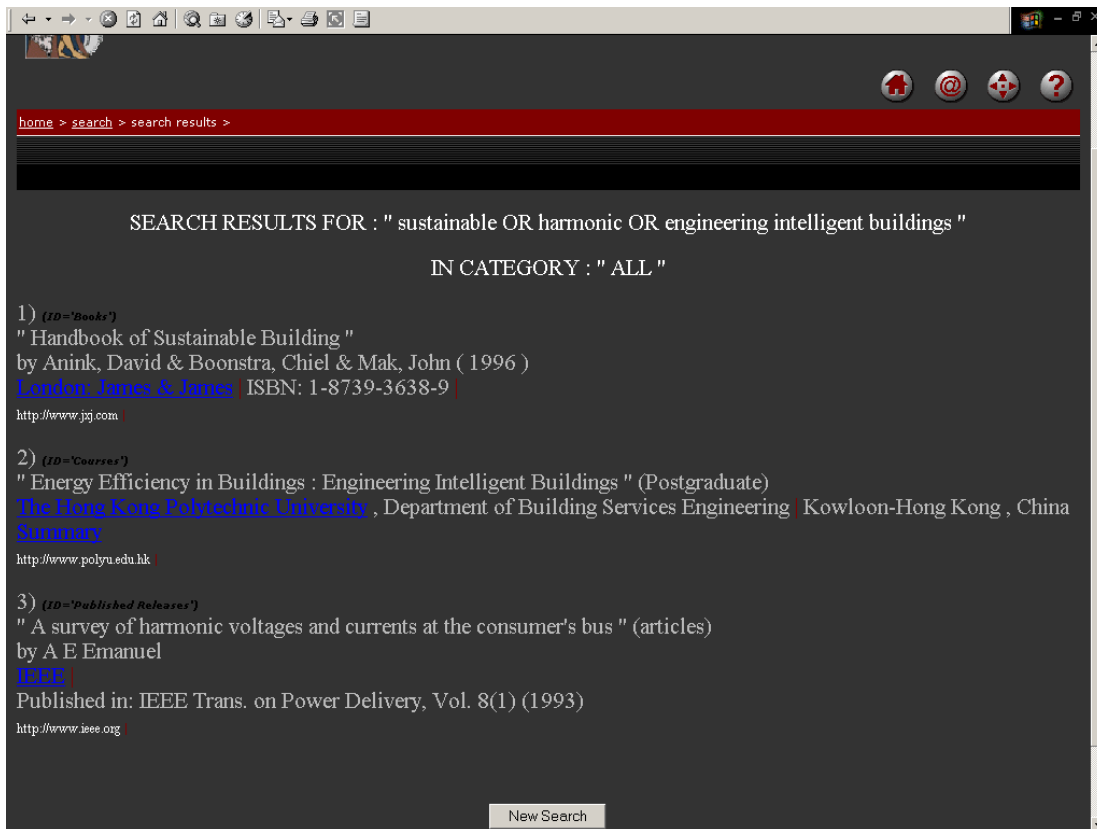 home > search > search results >
SEARCH RESULTS FOR : " sustainable OR harmonic OR engineering intelligent buildings "
IN CATEGORY : " ALL "
1) (ID='Books')
" Handbook of Sustainable Building "
by Anink, David & Boonstra, Chiel & Mak, John ( 1996 )
London: James & James | ISBN: 1-8739-3638-9 |
http://www.jxj.com |
2) (ID='Courses')
" Energy Efficiency in Buildings : Engineering Intelligent Buildings " (Postgraduate)
The Hong Kong Polytechnic University , Department of Building Services Engineering | Kowloon-Hong Kong , China
Summary
http://www.polyu.edu.hk |
3) (ID='Published Releases')
" A survey of harmonic voltages and currents at the consumer's bus " (articles)
by A E Emanuel
IEEE |
Published in: IEEE Trans. on Power Delivery, Vol. 8(1) (1993)
http://www.ieee.org |
New Search